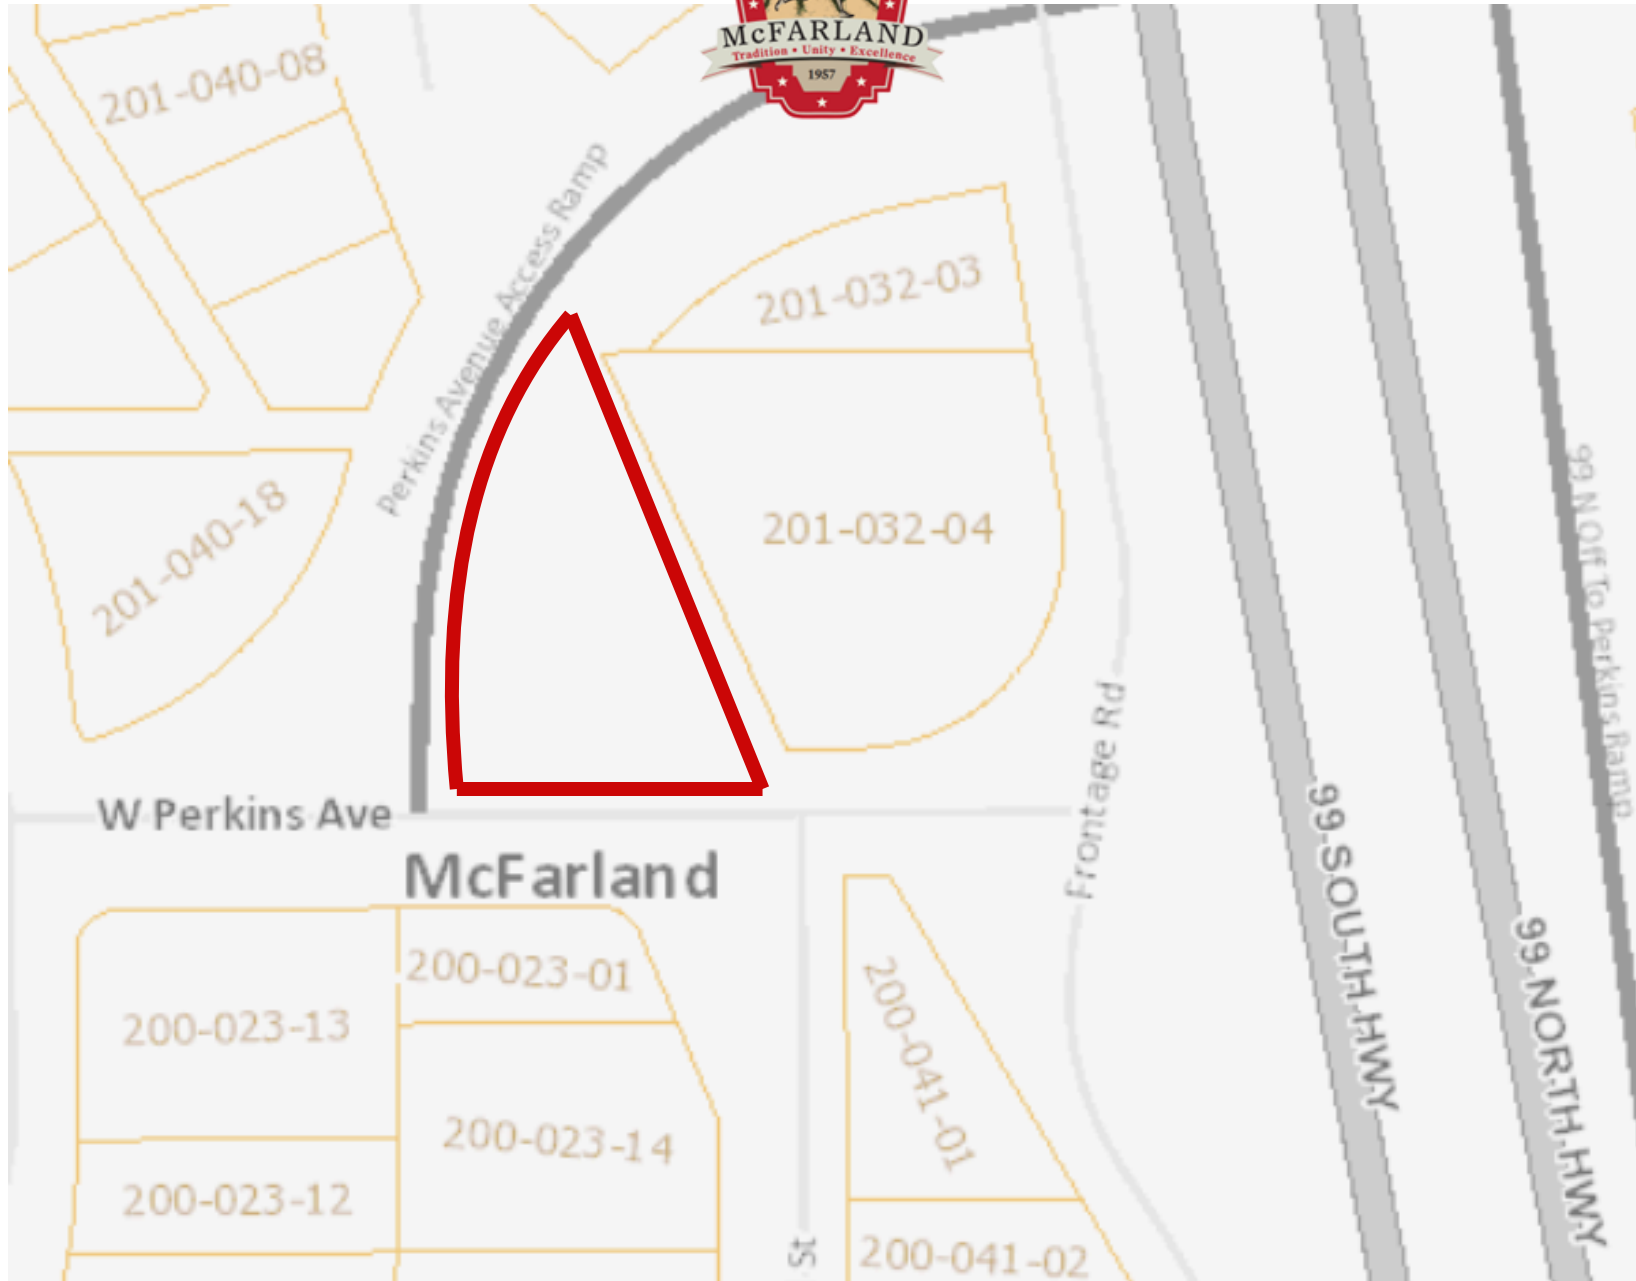 McFARLAND
Tradition • Unity • Excellence
1957
201-040-08
Perkins Avenue Access Ramp
201-032-03
201-032-04
201-040-18
99 N Off To Perkins Ramp
Frontage Rd
W Perkins Ave
McFarland
99 SOUTH HWY
99 NORTH HWY
200-023-01
200-023-13
200-041-01
200-023-14
200-023-12
St
200-041-02